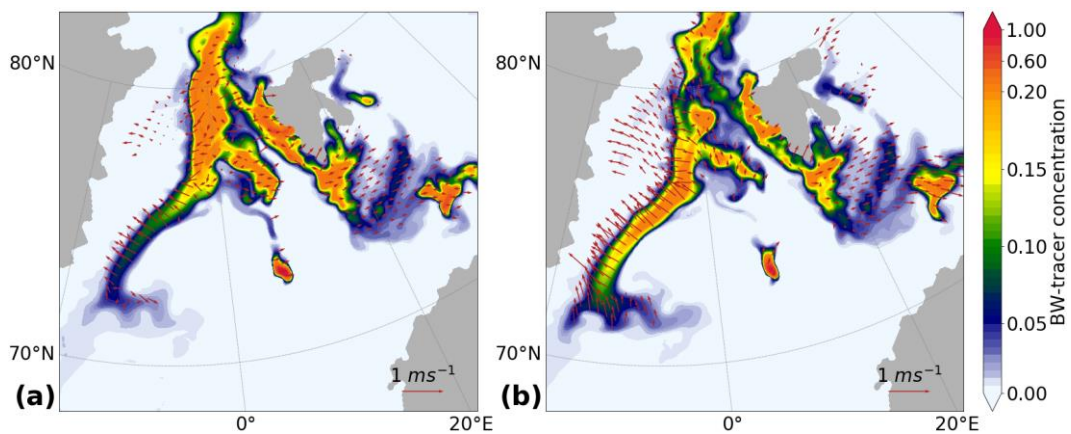 80°N
70°N
(a)
1 ms⁻¹
0°
20°E
80°N
70°N
(b)
1 ms⁻¹
0°
20°E
1.00
0.60
0.20
0.15
0.10
0.05
0.00
BW-tracer concentration